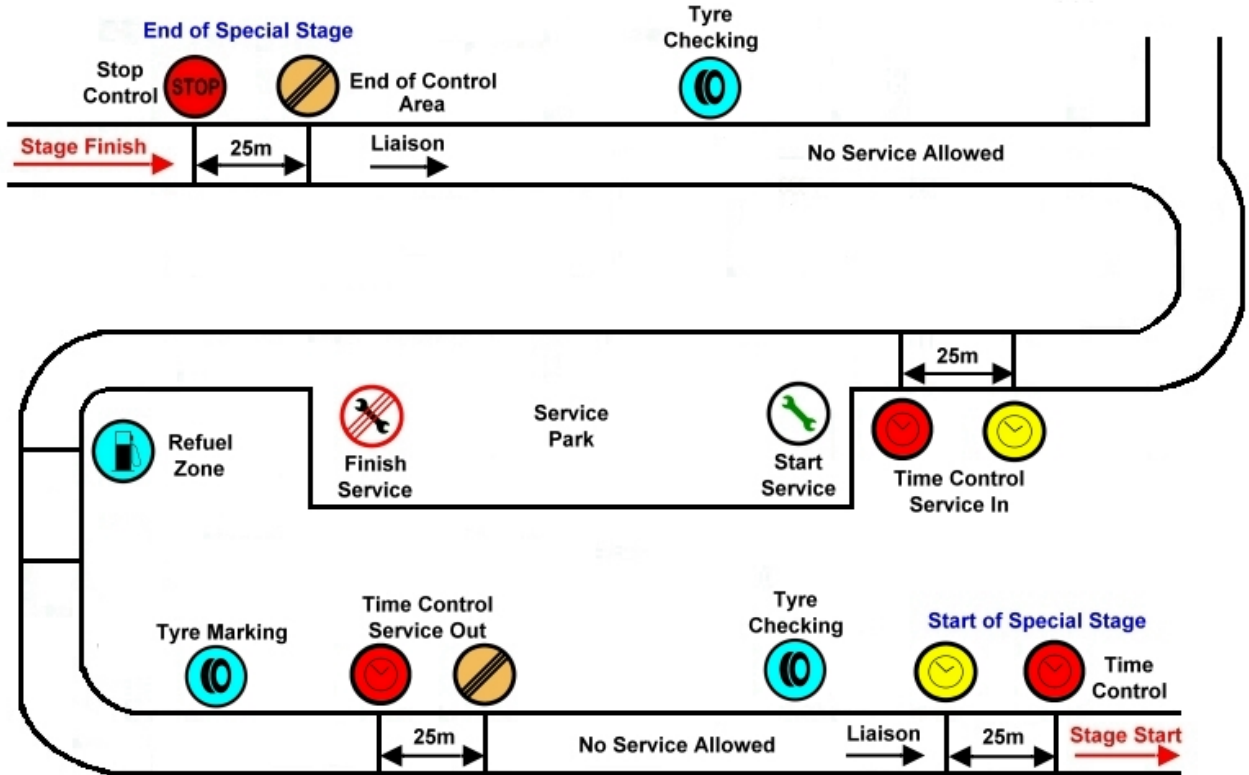 End of Special Stage
Stop
Control
STOP
End of Control
Area
Tyre
Checking
Stage Finish
25m
Liaison
No Service Allowed
25m
Refuel
Zone
Finish
Service
Service
Park
Start
Service
Time Control
Service In
Tyre Marking
Time Control
Service Out
Tyre
Checking
Start of Special Stage
Time
Control
25m
No Service Allowed
Liaison
25m
Stage Start